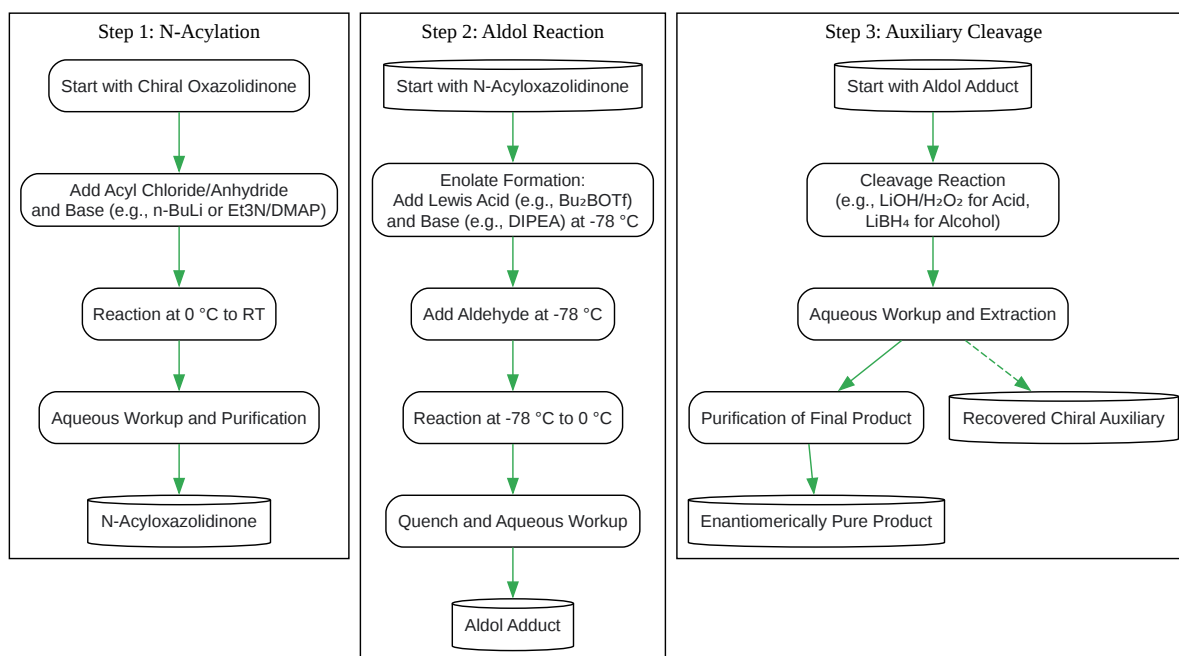 Step 1: N-Acylation
Start with Chiral Oxazolidinone
Add Acyl Chloride/Anhydride
and Base (e.g., n-BuLi or Et3N/DMAP)
Reaction at 0 °C to RT
Aqueous Workup and Purification
N-Acyloxazolidinone
Step 2: Aldol Reaction
Start with N-Acyloxazolidinone
Enolate Formation:
Add Lewis Acid (e.g., Bu₂BOTf)
and Base (e.g., DIPEA) at -78 °C
Add Aldehyde at -78 °C
Reaction at -78 °C to 0 °C
Quench and Aqueous Workup
Aldol Adduct
Step 3: Auxiliary Cleavage
Start with Aldol Adduct
Cleavage Reaction
(e.g., LiOH/H₂O₂ for Acid,
LiBH₄ for Alcohol)
Aqueous Workup and Extraction
Purification of Final Product
Recovered Chiral Auxiliary
Enantiomerically Pure Product